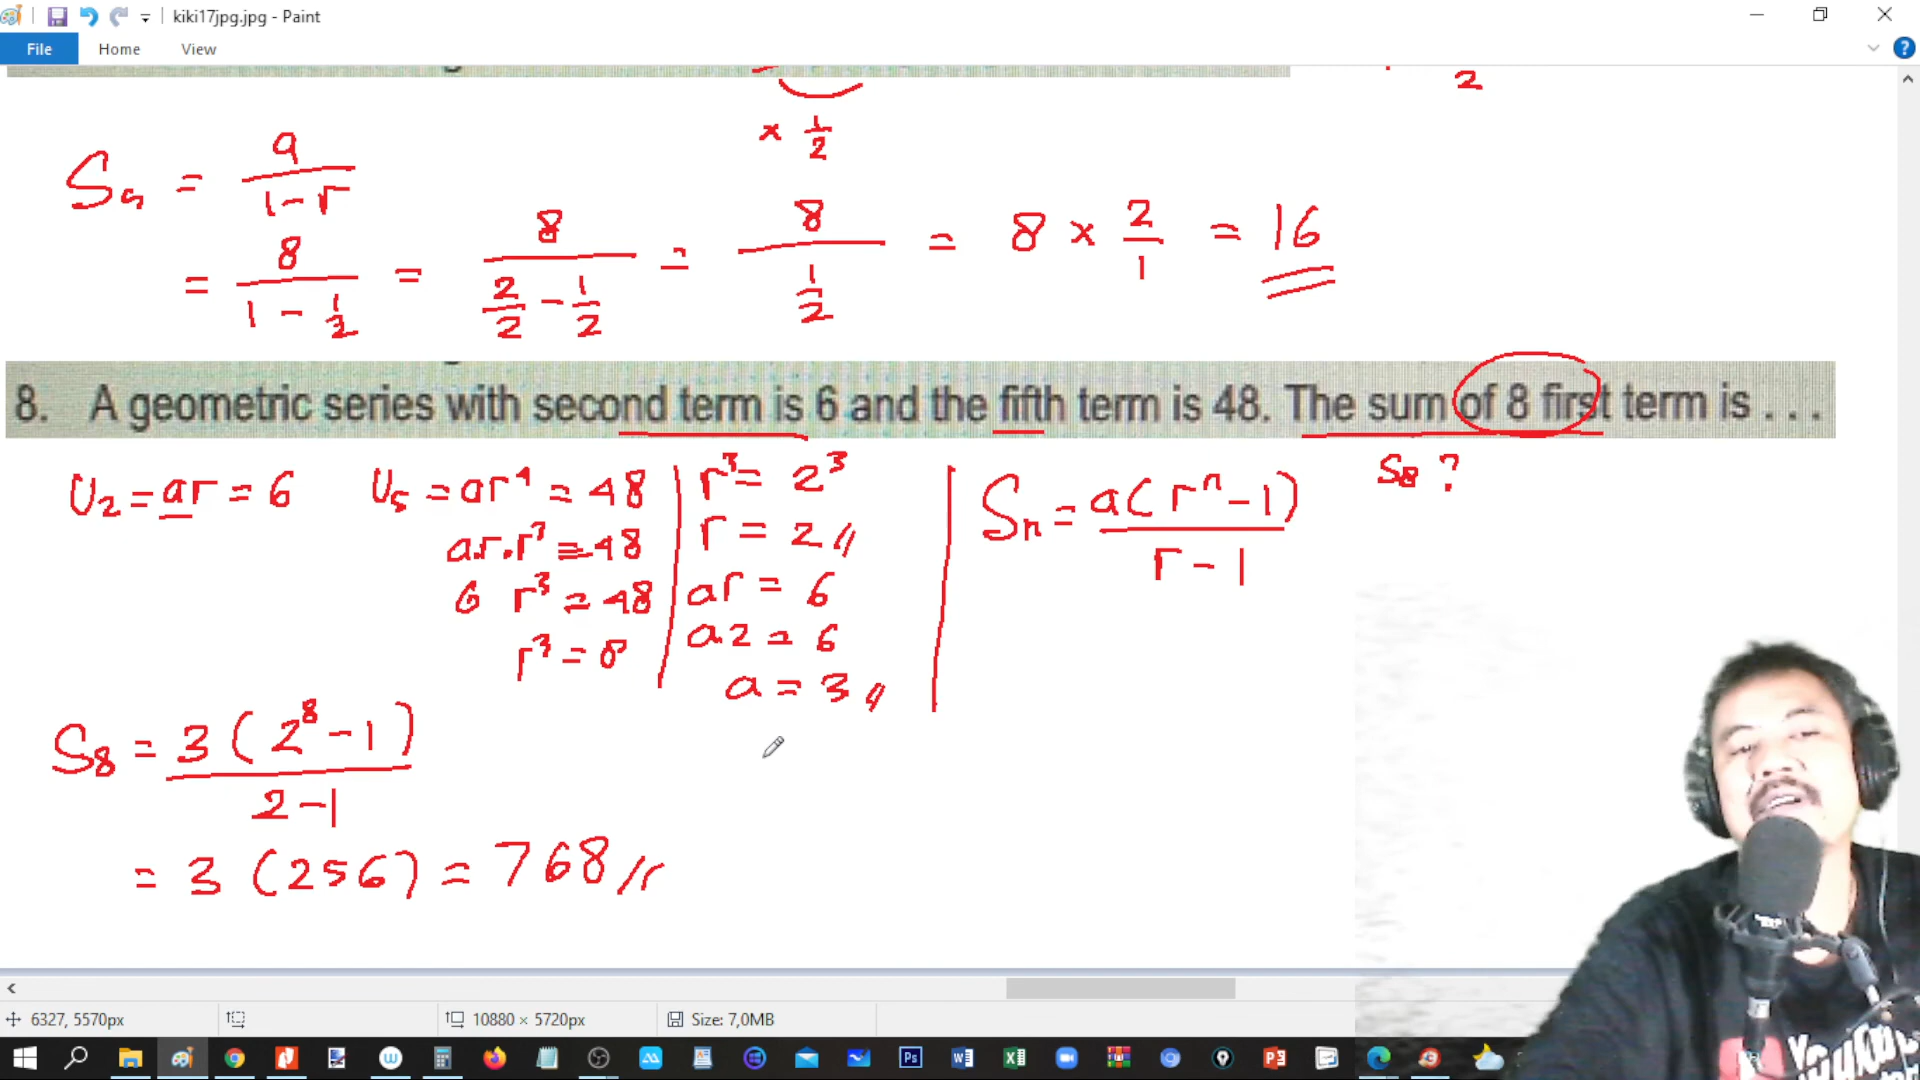 kiki17jpg.jpg - Paint
File Home View
2
× 1/2
Sn = a/(1-r)
= 8/(1 - 1/2) = 8/(2/2 - 1/2) = 8/(1/2) = 8 × 2/1 = 16
8. A geometric series with second term is 6 and the fifth term is 48. The sum of 8 first term is . . .
S8 ?
U2 = ar = 6
U5 = ar⁴ = 48
ar.r³ = 48
6 r³ = 48
r³ = 8
r³ = 2³
r = 2
ar = 6
a.2 = 6
a = 3
Sn = a(rⁿ - 1)/(r - 1)
S8 = 3(2⁸ - 1)/(2 - 1)
= 3 (256) = 768
6327, 5570px
10880 × 5720px
Size: 7,0MB